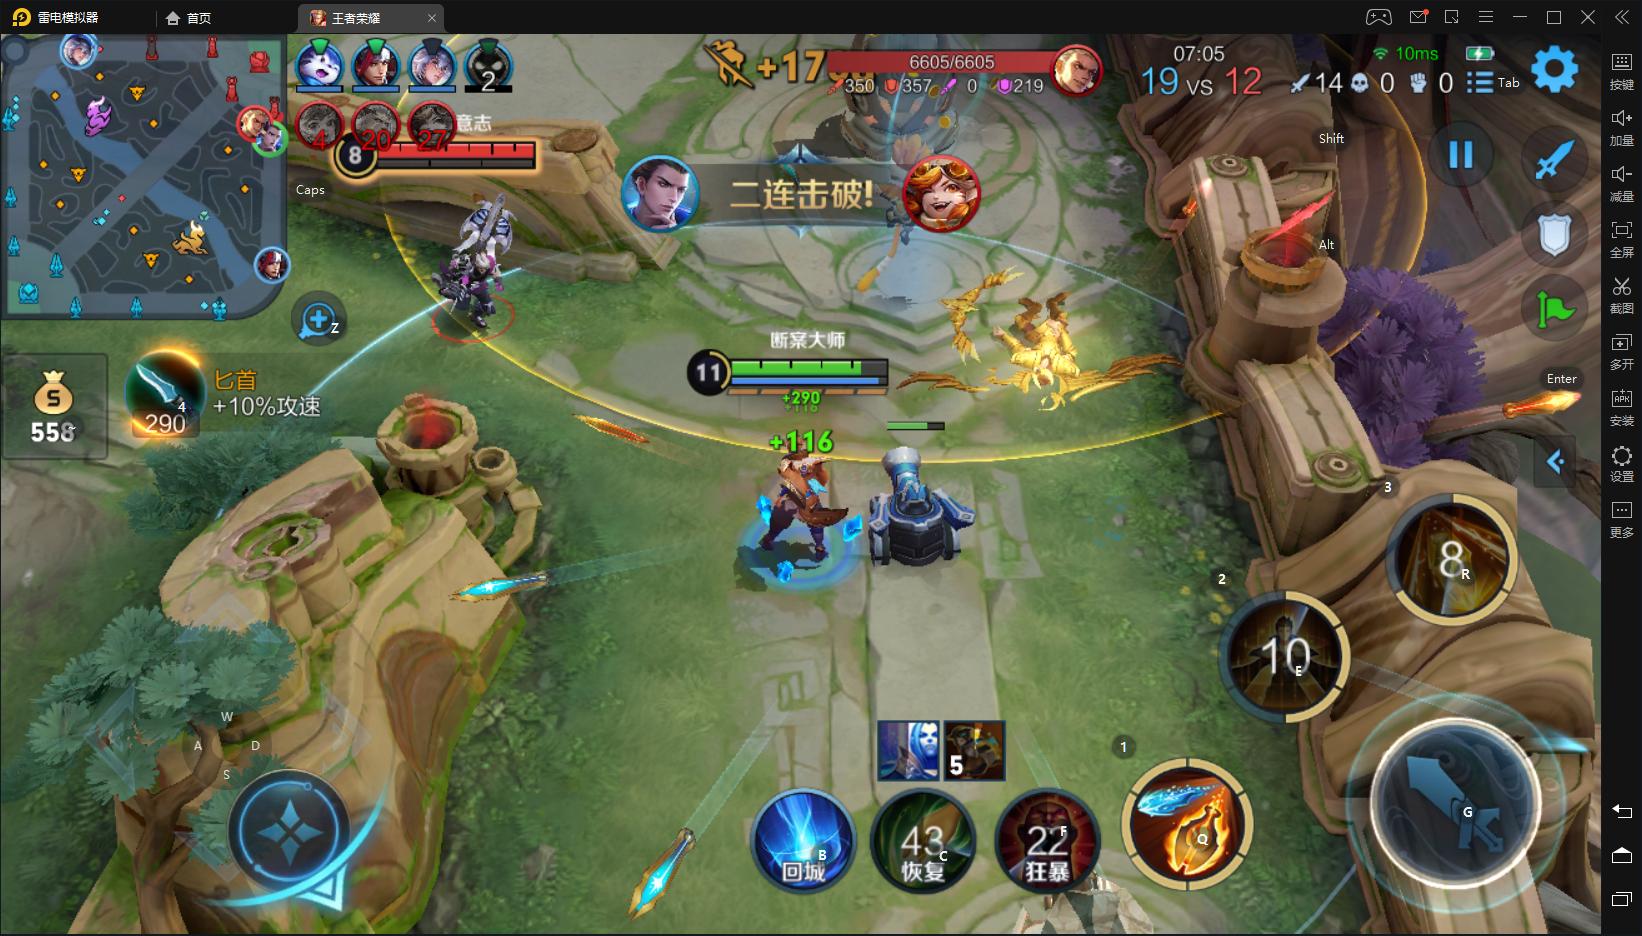 雷电模拟器
首页
王者荣耀
+17
6605/6605
350
357
0
219
07:05
19 VS 12
10ms
14
0
0
Tab
按键
加量
减量
全屏
截图
多开
安装
设置
更多
2
4
20
27
意志
8
Caps
二连击破!
Shift
Alt
Z
断案大师
11
+290
+116
+116
匕首
+10%攻速
4
290
S
558
Enter
3
8
R
2
10
E
W
A
D
S
5
1
回城
B
43
恢复
C
22
F
狂暴
Q
G
APK